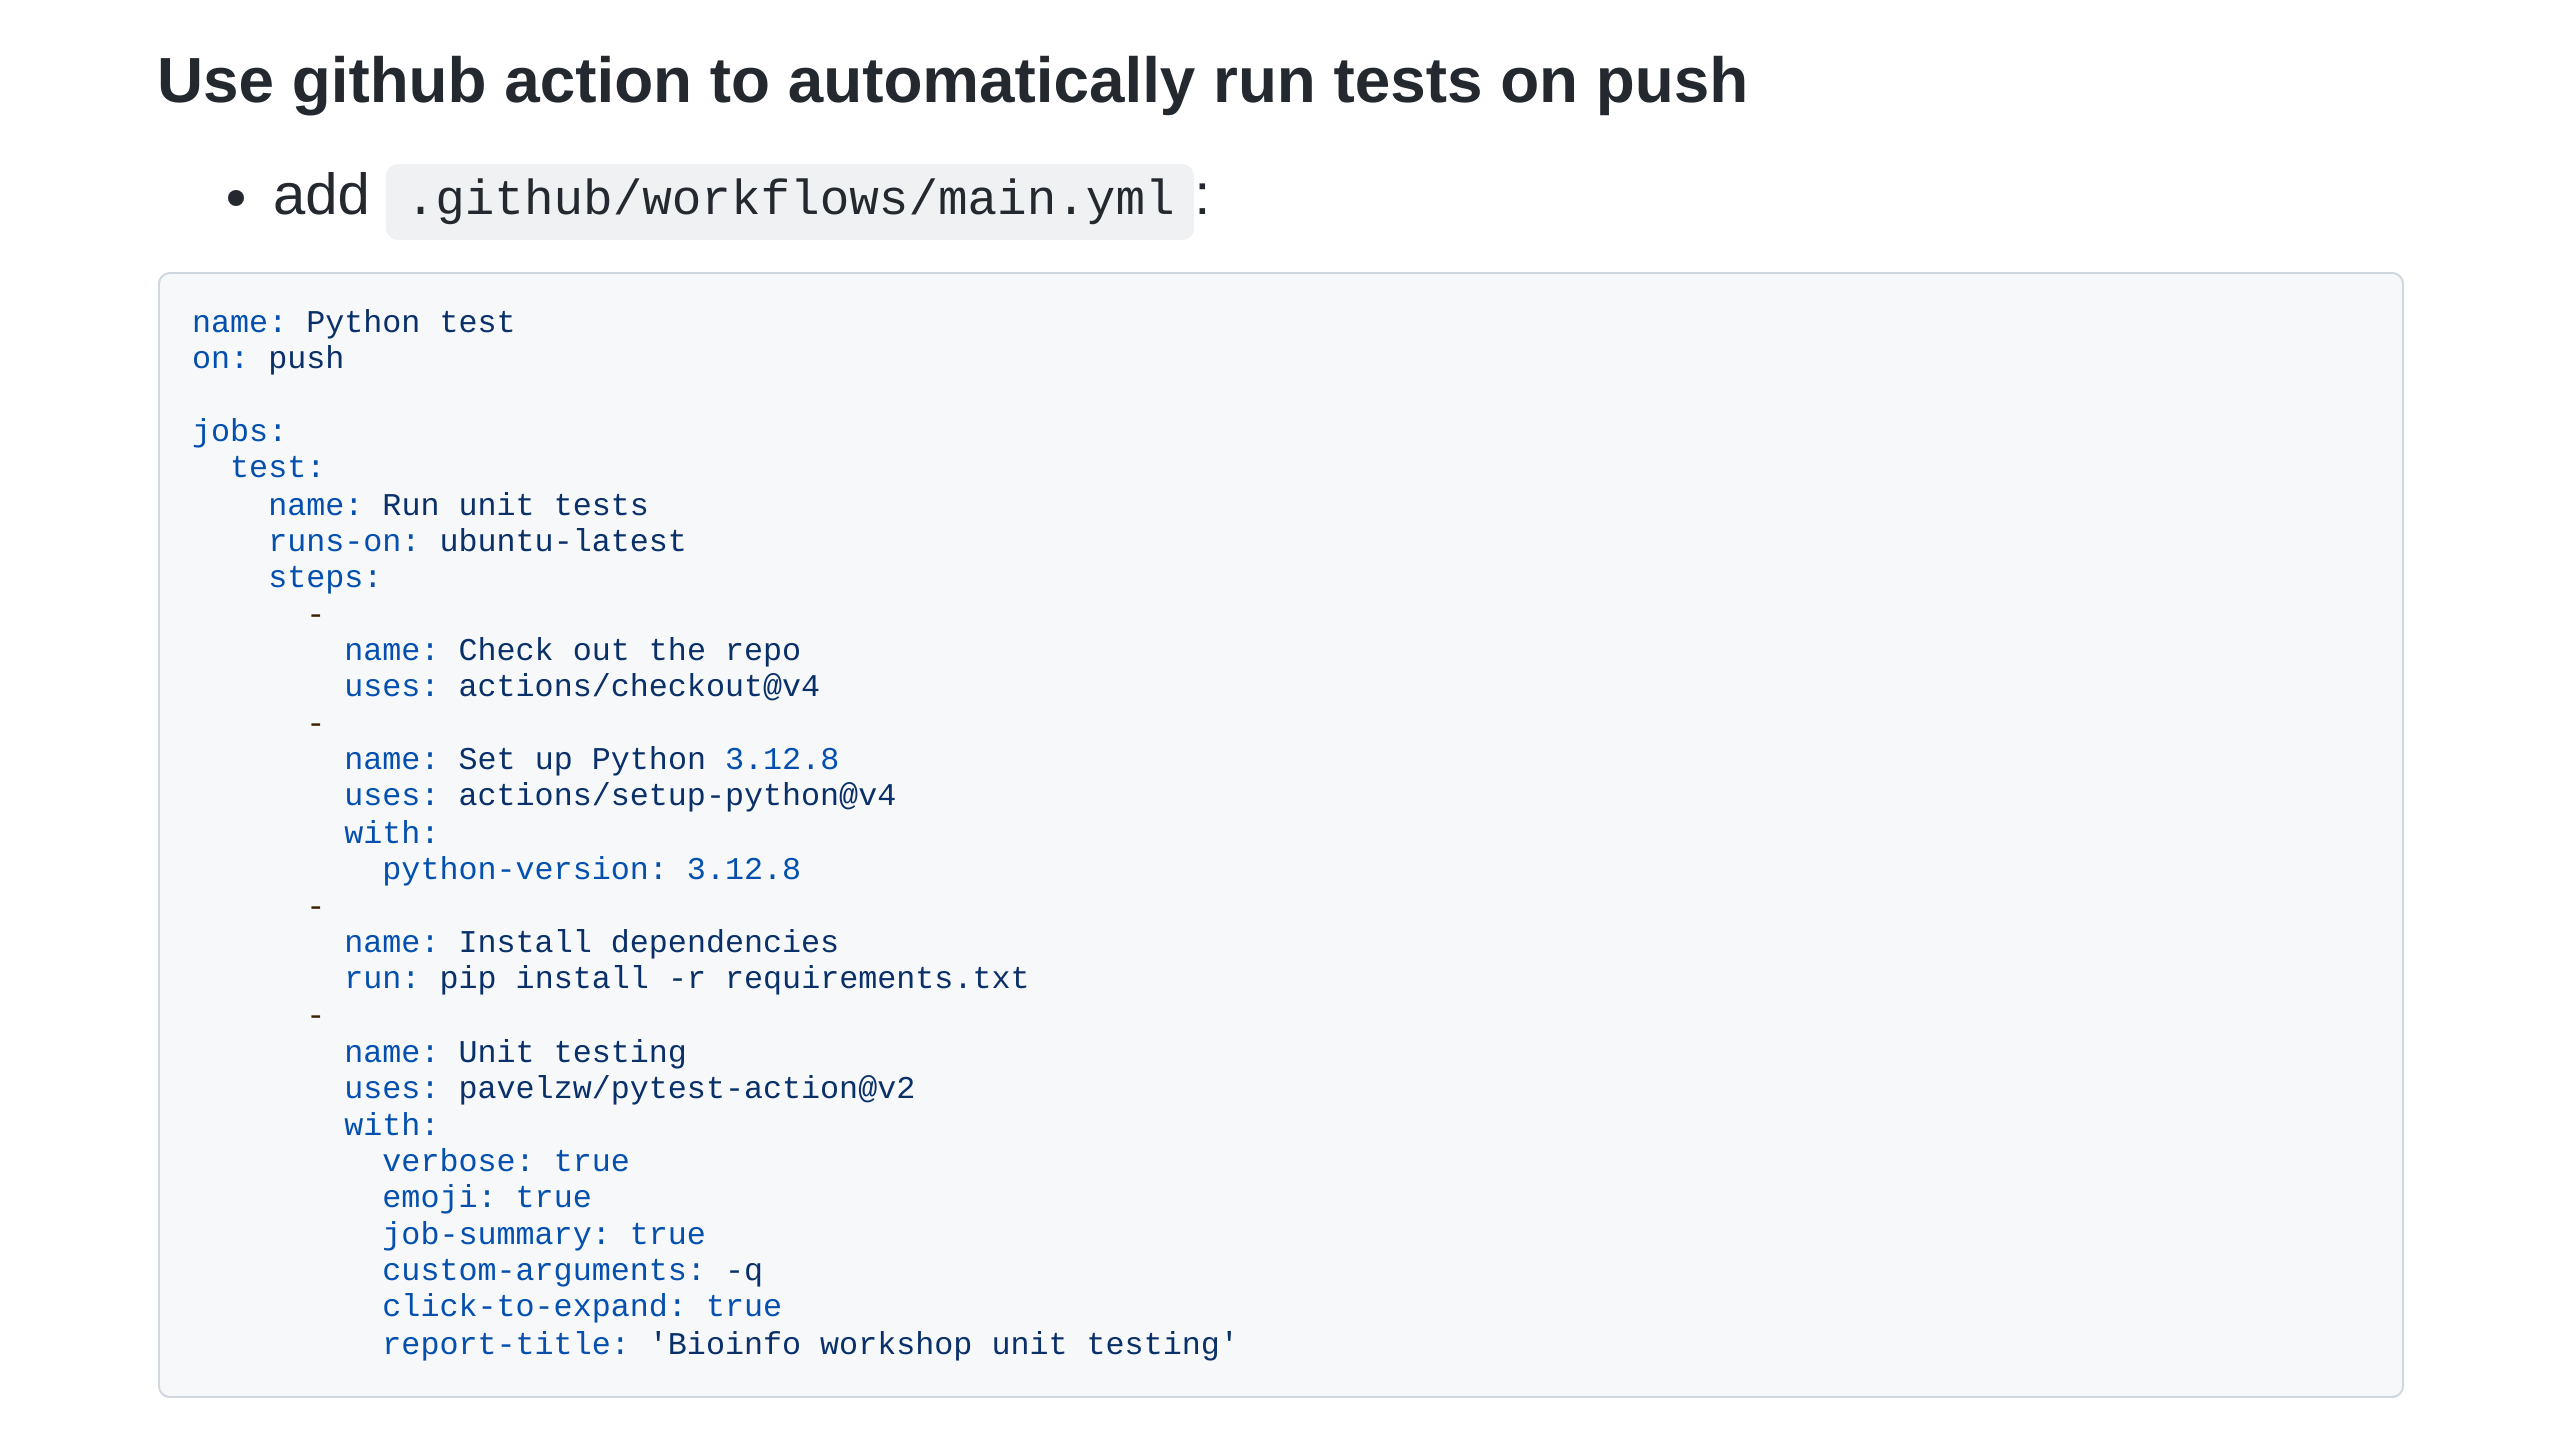 Use github action to automatically run tests on push
• add .github/workflows/main.yml:
name: Python test
on: push

jobs:
  test:
    name: Run unit tests
    runs-on: ubuntu-latest
    steps:
      -
        name: Check out the repo
        uses: actions/checkout@v4
      -
        name: Set up Python 3.12.8
        uses: actions/setup-python@v4
        with:
          python-version: 3.12.8
      -
        name: Install dependencies
        run: pip install -r requirements.txt
      -
        name: Unit testing
        uses: pavelzw/pytest-action@v2
        with:
          verbose: true
          emoji: true
          job-summary: true
          custom-arguments: -q
          click-to-expand: true
          report-title: 'Bioinfo workshop unit testing'